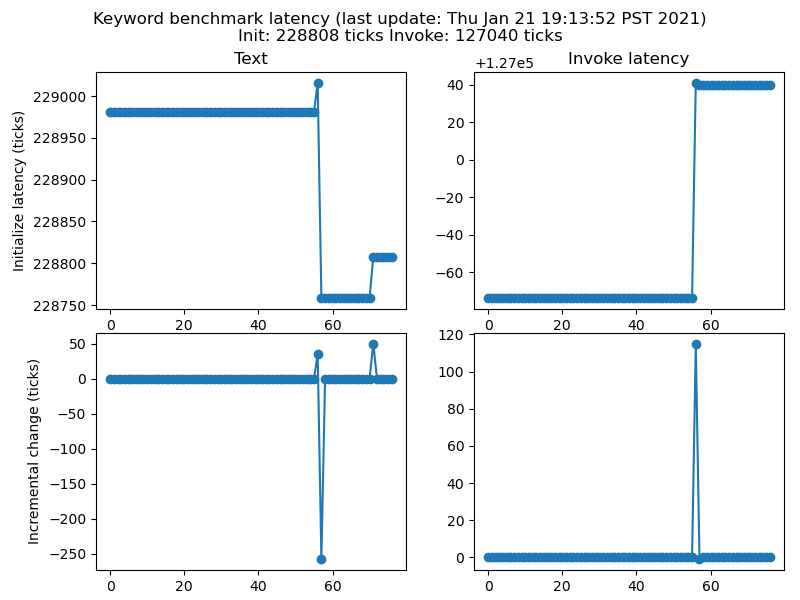 Keyword benchmark latency (last update: Thu Jan 21 19:13:52 PST 2021)
Init: 228808 ticks Invoke: 127040 ticks
Text
Initialize latency (ticks)
229000
228950
228900
228850
228800
228750
0 20 40 60
Invoke latency
+1.27e5
40
20
0
−20
−40
−60
0 20 40 60
Incremental change (ticks)
50
0
−50
−100
−150
−200
−250
0 20 40 60
120
100
80
60
40
20
0
0 20 40 60